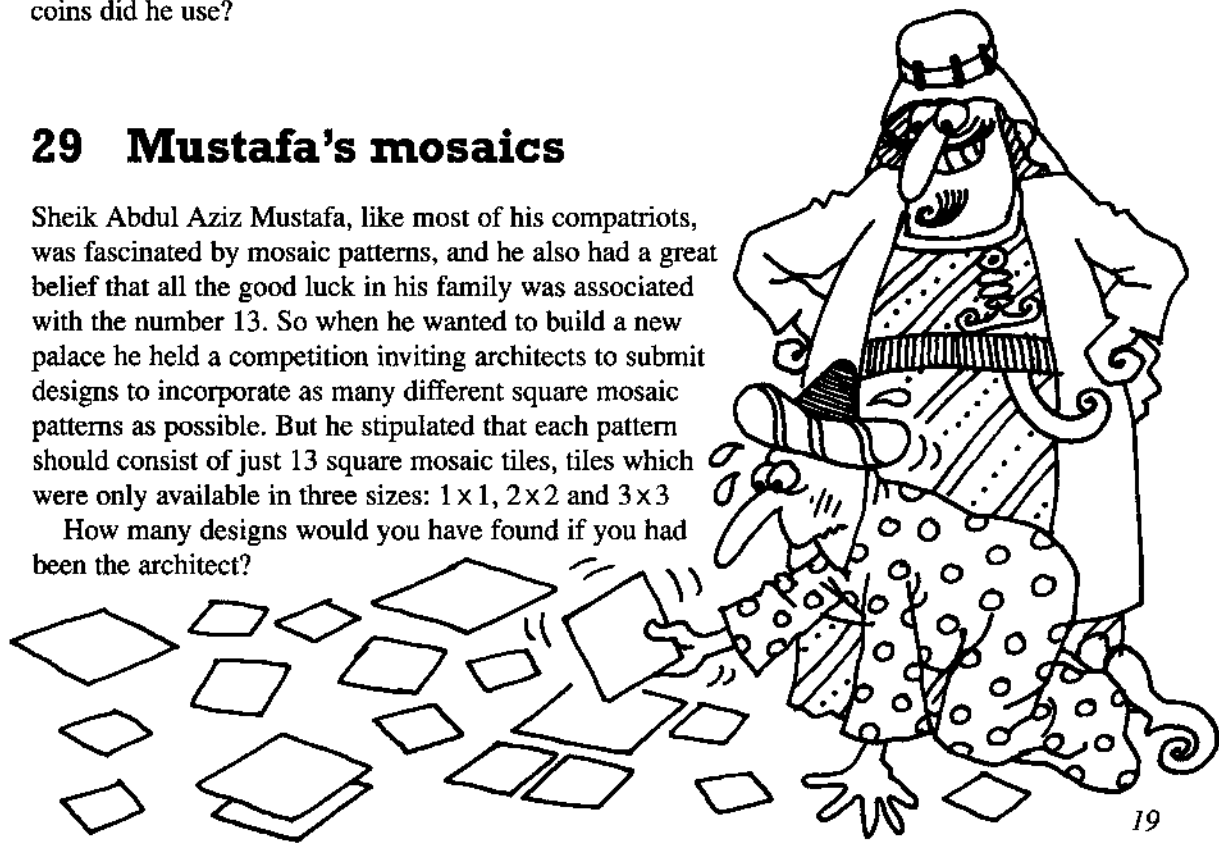 coins did he use?
29 Mustafa's mosaics
Sheik Abdul Aziz Mustafa, like most of his compatriots,
was fascinated by mosaic patterns, and he also had a great
belief that all the good luck in his family was associated
with the number 13. So when he wanted to build a new
palace he held a competition inviting architects to submit
designs to incorporate as many different square mosaic
patterns as possible. But he stipulated that each pattern
should consist of just 13 square mosaic tiles, tiles which
were only available in three sizes: 1×1, 2×2 and 3×3
How many designs would you have found if you had
been the architect?
19